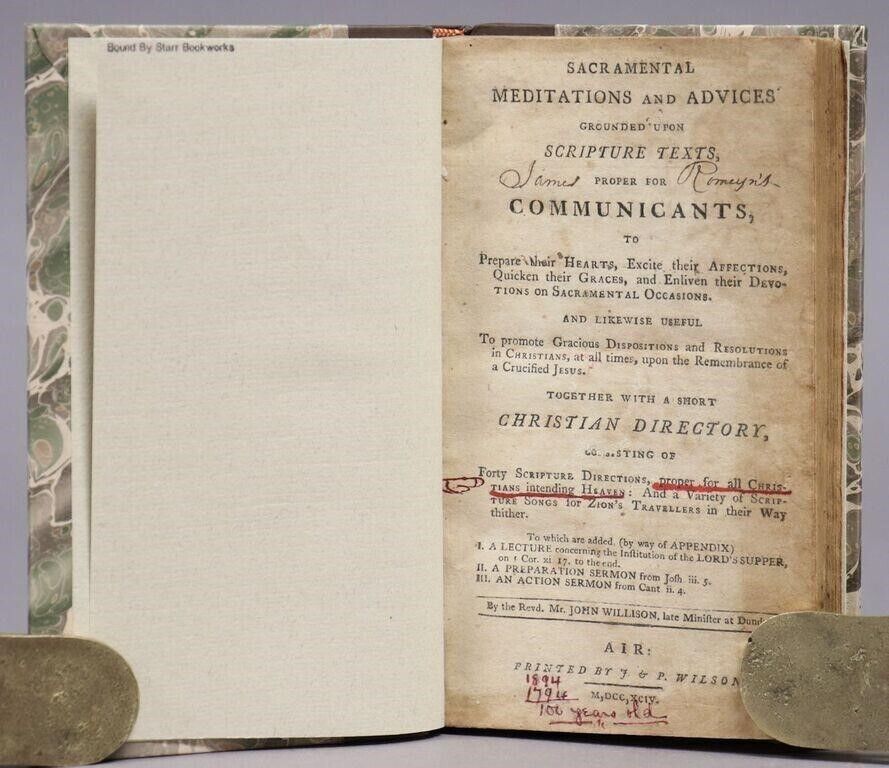 Bound By Starr Bookworks
SACRAMENTAL
MEDITATIONS AND ADVICES
GROUNDED UPON
SCRIPTURE TEXTS,
James PROPER FOR Romeyn's
COMMUNICANTS,
TO
Prepare their HEARTS, Excite their AFFECTIONS,
Quicken their GRACES, and Enliven their DEVO-
TIONS on SACRAMENTAL OCCASIONS.
AND LIKEWISE USEFUL
To promote Gracious DISPOSITIONS and RESOLUTIONS
in CHRISTIANS, at all times, upon the Remembrance of
a Crucified JESUS.
TOGETHER WITH A SHORT
CHRISTIAN DIRECTORY,
CONSISTING OF
Forty SCRIPTURE DIRECTIONS, proper for all CHRIS-
TIANS intending HEAVEN: And a Variety of SCRIP-
TURE SONGS for ZION'S TRAVELLERS in their Way
thither.
To which are added, (by way of APPENDIX)
I. A LECTURE concerning the Institution of the LORD'S SUPPER,
on 1 Cor. xi. 17. to the end.
II. A PREPARATION SERMON from Josh. iii. 5.
III. AN ACTION SERMON from Cant ii. 4.
By the Revd. Mr. JOHN WILLISON, late Minister at Dund
AIR:
PRINTED BY J & P. WILSON
1894
1794 M,DCC,XCIV.
100 years old